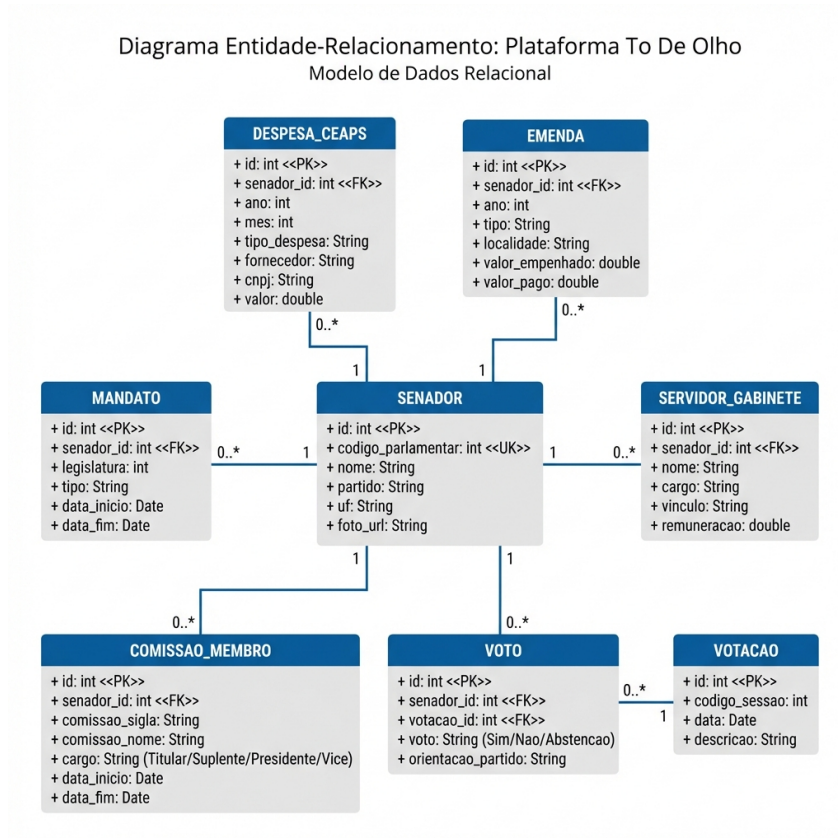 Diagrama Entidade-Relacionamento: Plataforma To De Olho
Modelo de Dados Relacional
DESPESA_CEAPS
+ id: int <<PK>>
+ senador_id: int <<FK>>
+ ano: int
+ mes: int
+ tipo_despesa: String
+ fornecedor: String
+ cnpj: String
+ valor: double
0..*
1
EMENDA
+ id: int <<PK>>
+ senador_id: int <<FK>>
+ ano: int
+ tipo: String
+ localidade: String
+ valor_empenhado: double
+ valor_pago: double
0..*
1
MANDATO
+ id: int <<PK>>
+ senador_id: int <<FK>>
+ legislatura: int
+ tipo: String
+ data_inicio: Date
+ data_fim: Date
0..*
1
SENADOR
+ id: int <<PK>>
+ codigo_parlamentar: int <<UK>>
+ nome: String
+ partido: String
+ uf: String
+ foto_url: String
1
0..*
SERVIDOR_GABINETE
+ id: int <<PK>>
+ senador_id: int <<FK>>
+ nome: String
+ cargo: String
+ vinculo: String
+ remuneracao: double
1
0..*
COMISSAO_MEMBRO
+ id: int <<PK>>
+ senador_id: int <<FK>>
+ comissao_sigla: String
+ comissao_nome: String
+ cargo: String (Titular/Suplente/Presidente/Vice)
+ data_inicio: Date
+ data_fim: Date
1
0..*
VOTO
+ id: int <<PK>>
+ senador_id: int <<FK>>
+ votacao_id: int <<FK>>
+ voto: String (Sim/Nao/Abstencao)
+ orientacao_partido: String
0..*
1
VOTACAO
+ id: int <<PK>>
+ codigo_sessao: int
+ data: Date
+ descricao: String